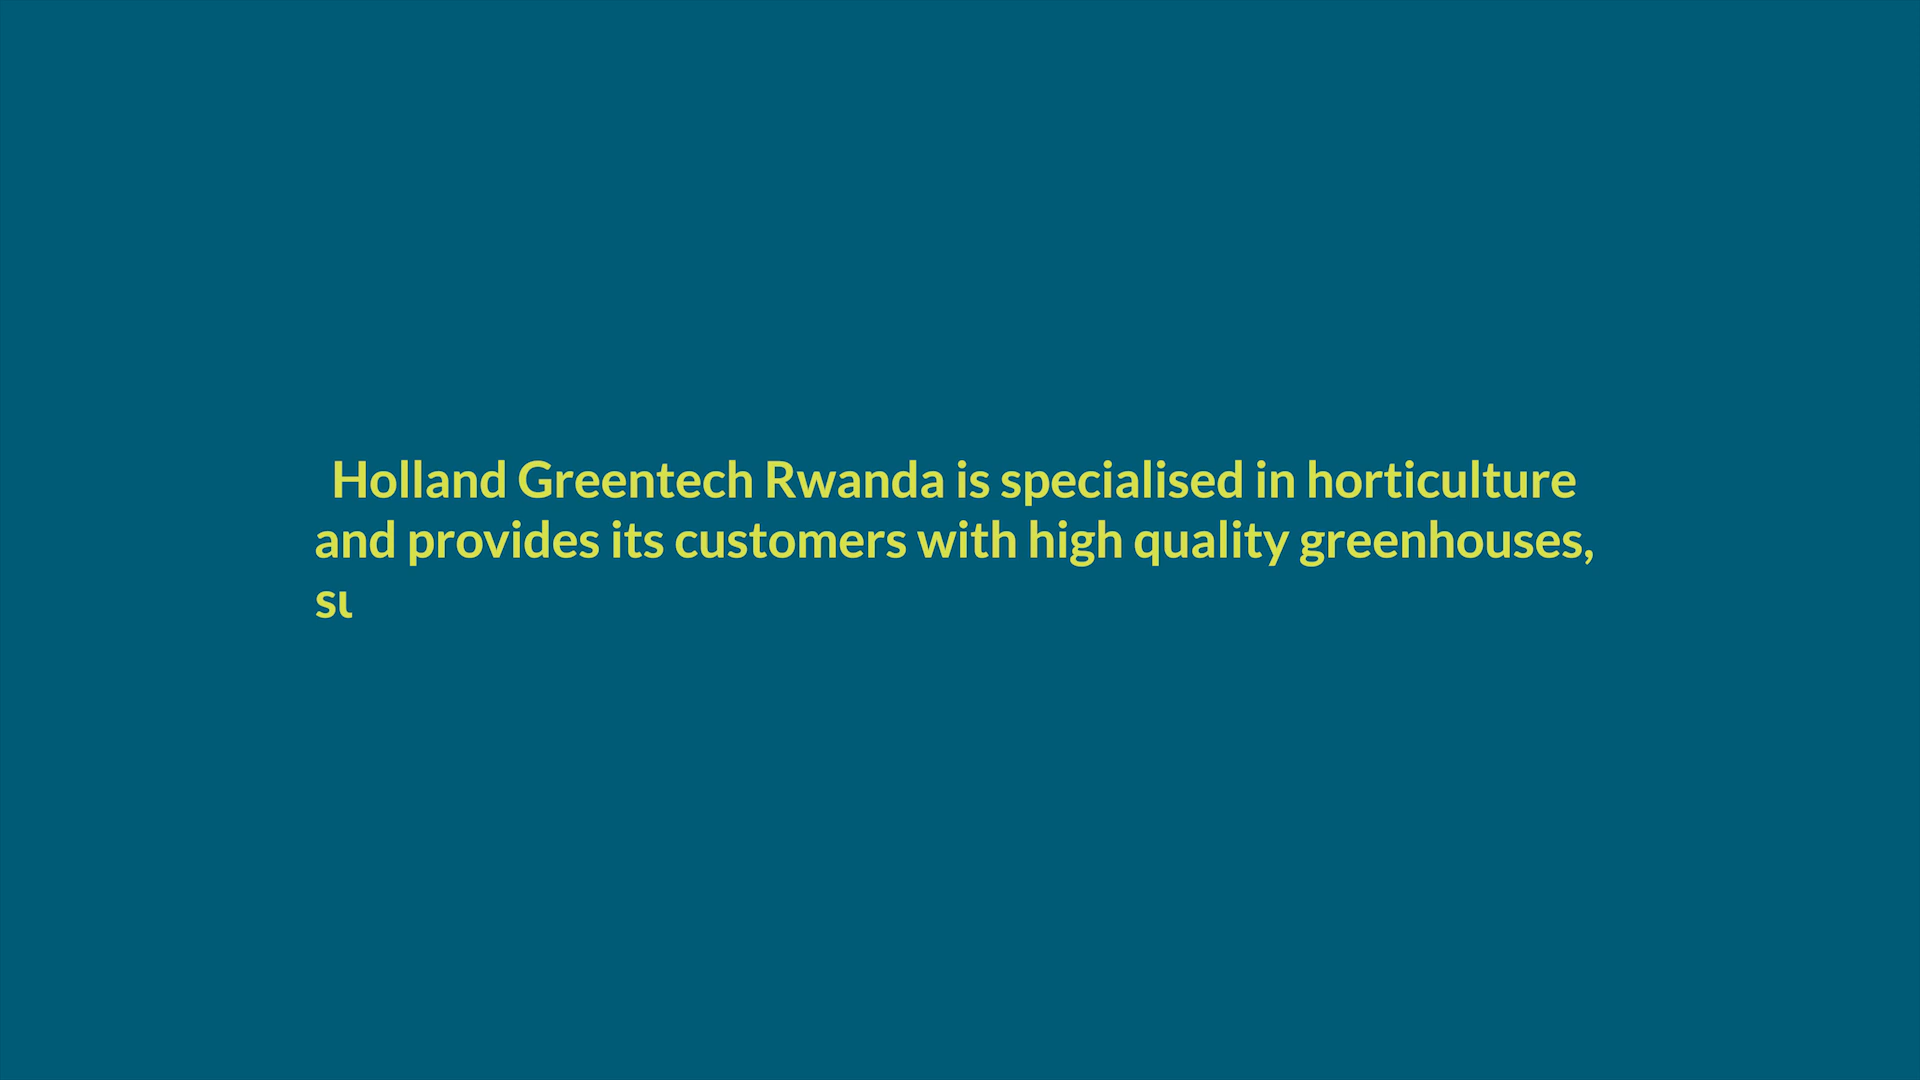 Holland Greentech Rwanda is specialised in horticulture
and provides its customers with high quality greenhouses,